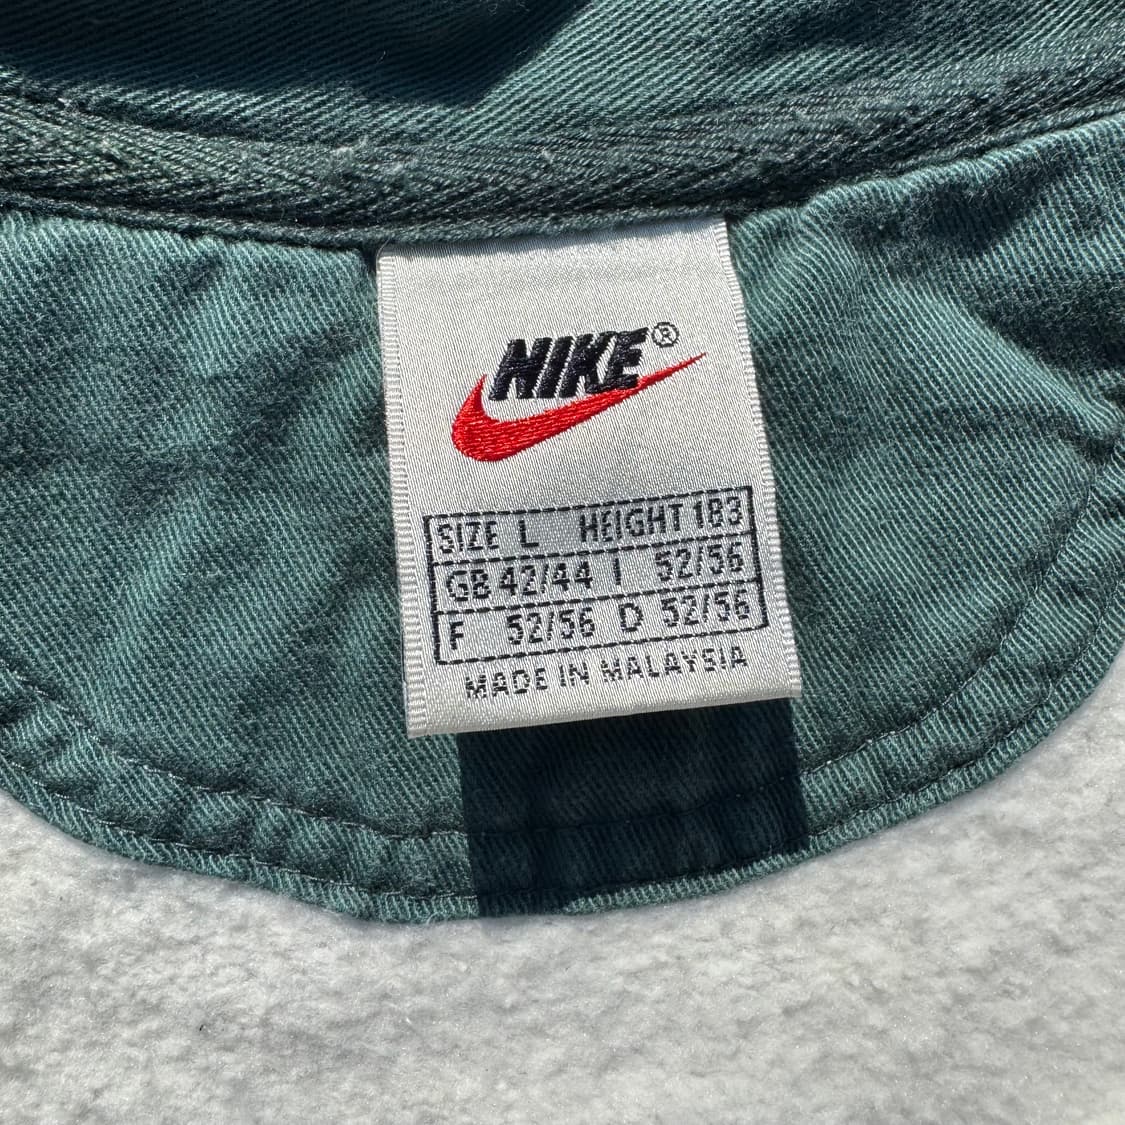 NIKE®
SIZE L HEIGHT 183
GB 42/44 I 52/56
F 52/56 D 52/56
MADE IN MALAYSIA